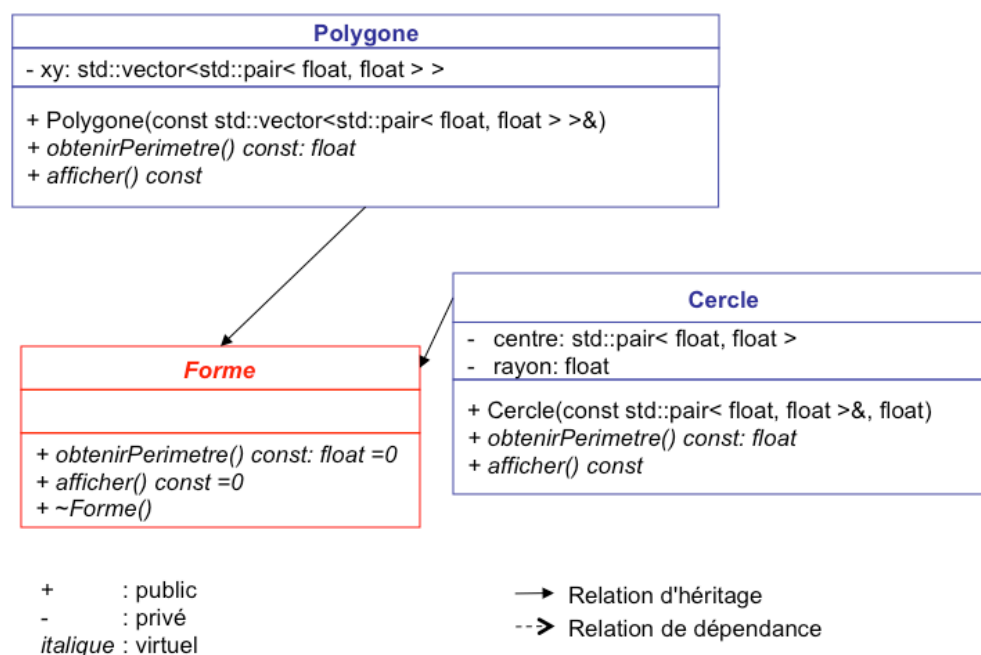 Polygone
- xy: std::vector<std::pair< float, float > >
+ Polygone(const std::vector<std::pair< float, float > >&)
+ obtenirPerimetre() const: float
+ afficher() const
Cercle
- centre: std::pair< float, float >
- rayon: float
+ Cercle(const std::pair< float, float >&, float)
+ obtenirPerimetre() const: float
+ afficher() const
Forme
+ obtenirPerimetre() const: float =0
+ afficher() const =0
+ ~Forme()
+ : public
- : privé
italique : virtuel
Relation d'héritage
Relation de dépendance